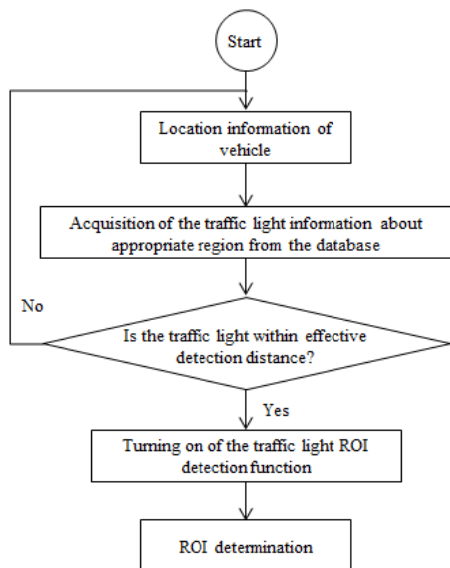 Start
Location information of
vehicle
Acquisition of the traffic light information about
appropriate region from the database
No
Is the traffic light within effective
detection distance?
Yes
Turning on of the traffic light ROI
detection function
ROI determination